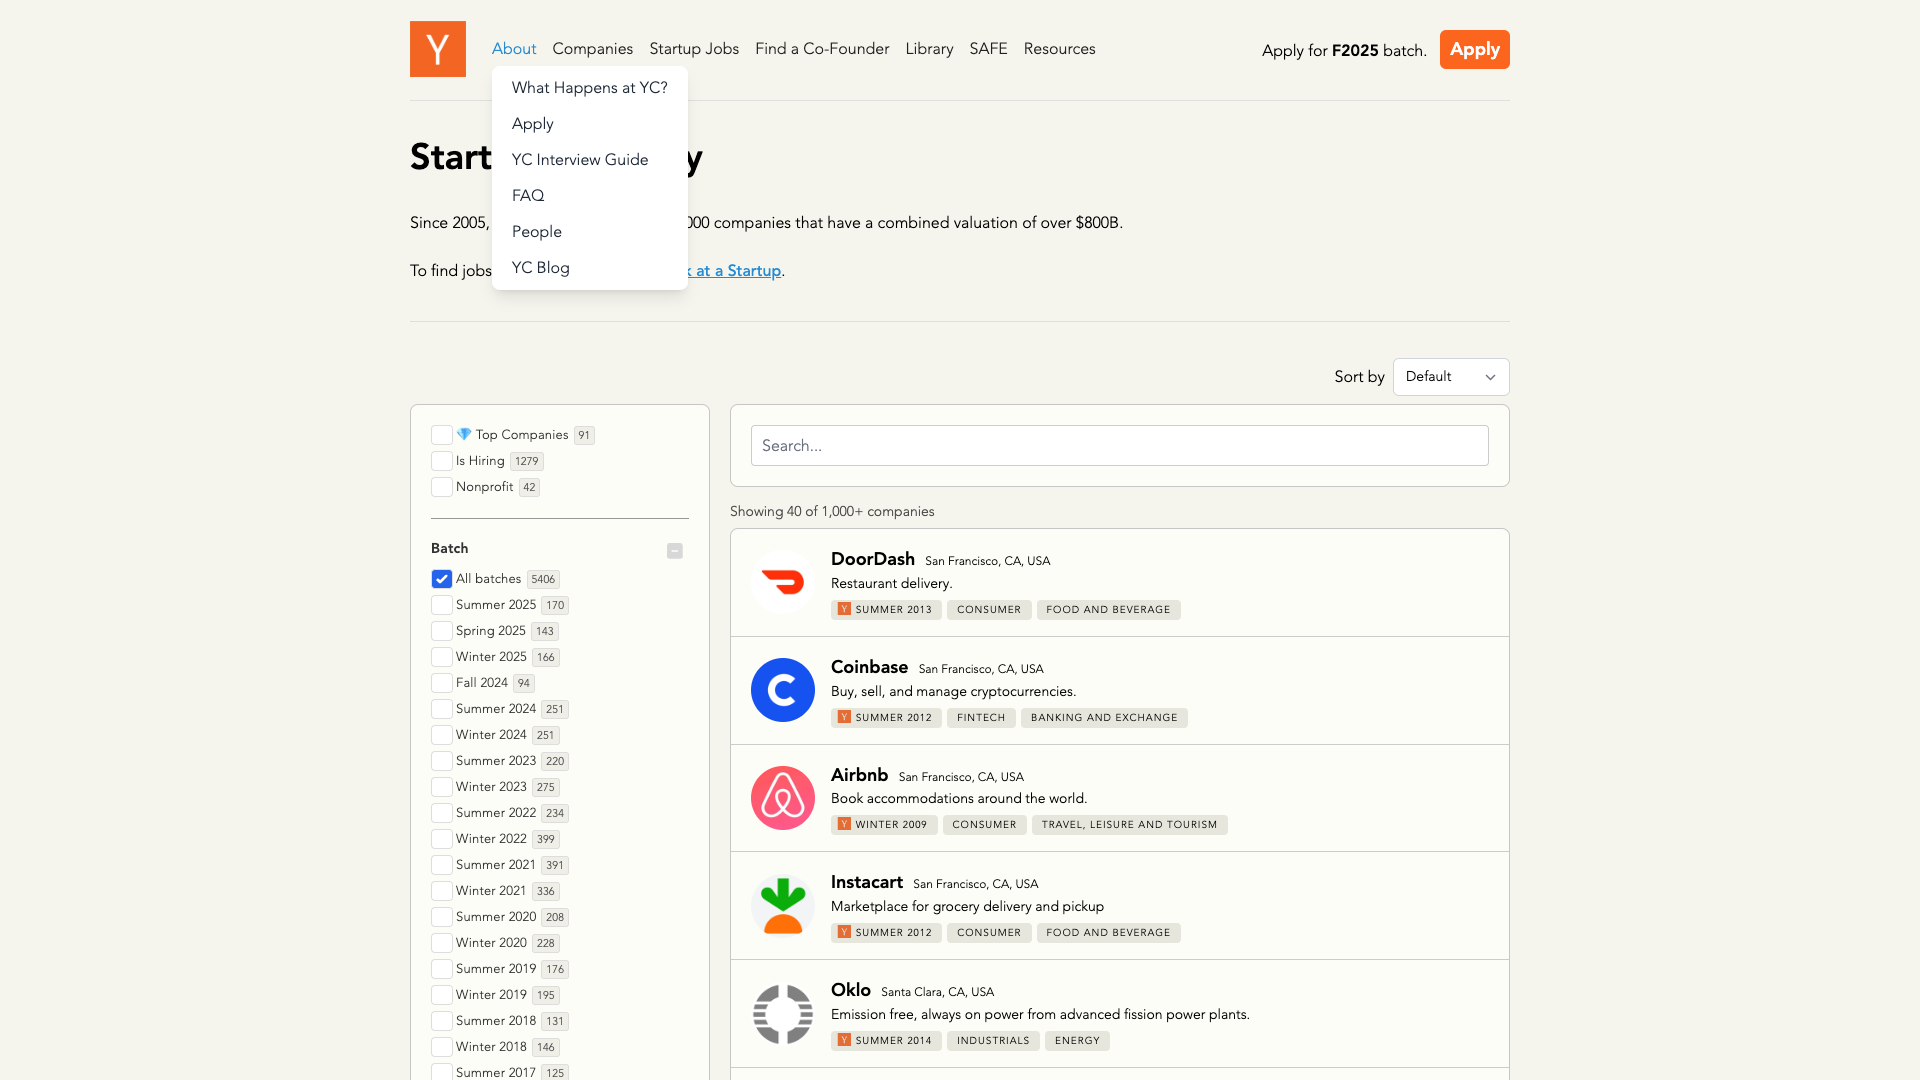 Y
About Companies Startup Jobs Find a Co-Founder Library SAFE Resources
Apply for F2025 batch. Apply
What Happens at YC?
Apply
YC Interview Guide
FAQ
People
YC Blog
Start y
Since 2005, 000 companies that have a combined valuation of over $800B.
To find jobs k at a Startup.
Sort by Default
Top Companies 91
Is Hiring 1279
Nonprofit 42
Batch
All batches 5406
Summer 2025 170
Spring 2025 143
Winter 2025 166
Fall 2024 94
Summer 2024 251
Winter 2024 251
Summer 2023 220
Winter 2023 275
Summer 2022 234
Winter 2022 399
Summer 2021 391
Winter 2021 336
Summer 2020 208
Winter 2020 228
Summer 2019 176
Winter 2019 195
Summer 2018 131
Winter 2018 146
Summer 2017 125
Search...
Showing 40 of 1,000+ companies
DoorDash San Francisco, CA, USA
Restaurant delivery.
Y SUMMER 2013 CONSUMER FOOD AND BEVERAGE
Coinbase San Francisco, CA, USA
Buy, sell, and manage cryptocurrencies.
Y SUMMER 2012 FINTECH BANKING AND EXCHANGE
Airbnb San Francisco, CA, USA
Book accommodations around the world.
Y WINTER 2009 CONSUMER TRAVEL, LEISURE AND TOURISM
Instacart San Francisco, CA, USA
Marketplace for grocery delivery and pickup
Y SUMMER 2012 CONSUMER FOOD AND BEVERAGE
Oklo Santa Clara, CA, USA
Emission free, always on power from advanced fission power plants.
Y SUMMER 2014 INDUSTRIALS ENERGY